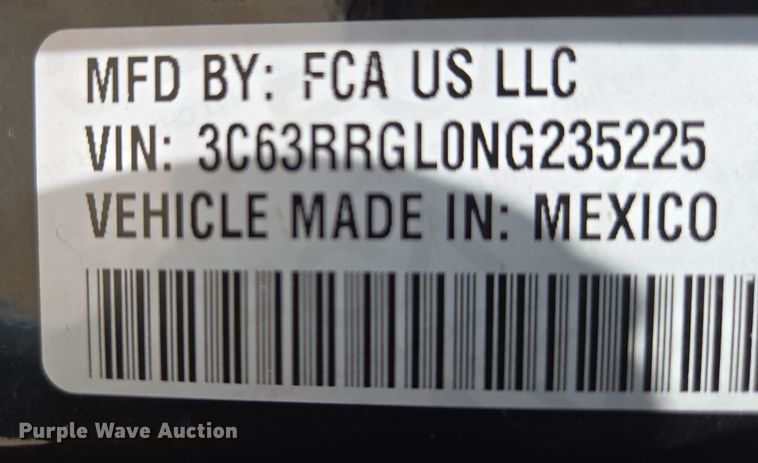 MFD BY: FCA US LLC
VIN: 3C63RRGL0NG235225
VEHICLE MADE IN: MEXICO
Purple Wave Auction